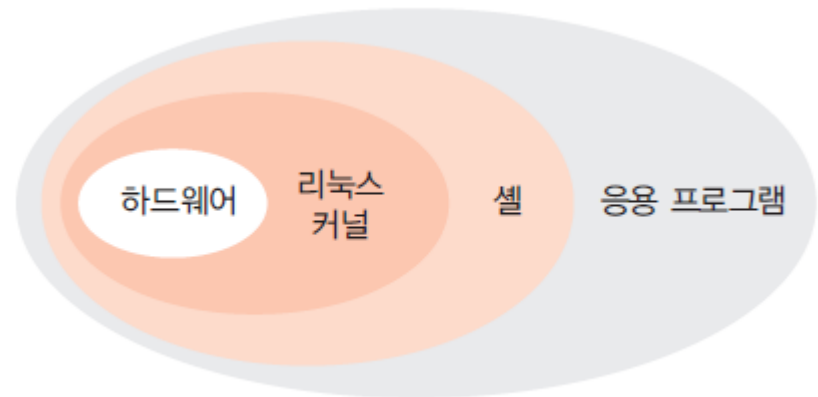 하드웨어
리눅스
커널
셸
응용 프로그램